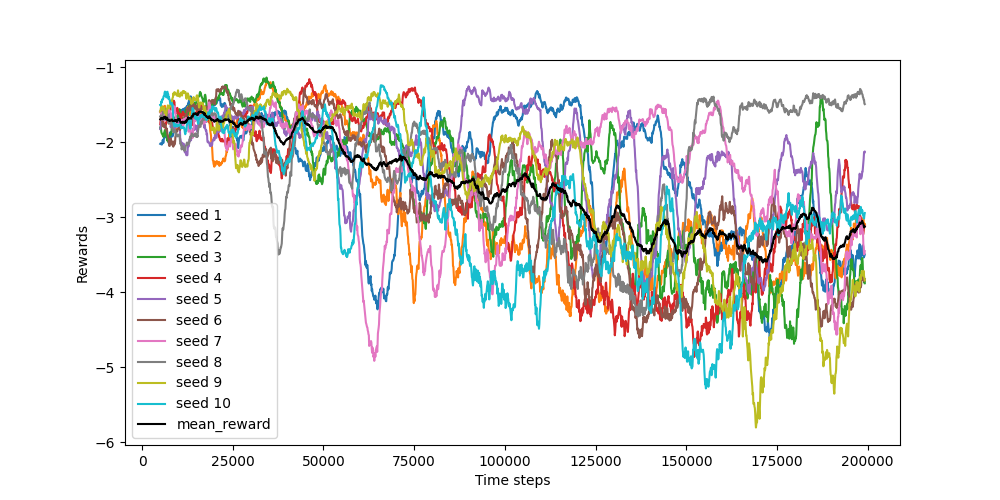 −1
−2
−3
−4
−5
−6
Rewards
seed 1
seed 2
seed 3
seed 4
seed 5
seed 6
seed 7
seed 8
seed 9
seed 10
mean_reward
0
25000
50000
75000
100000
125000
150000
175000
200000
Time steps